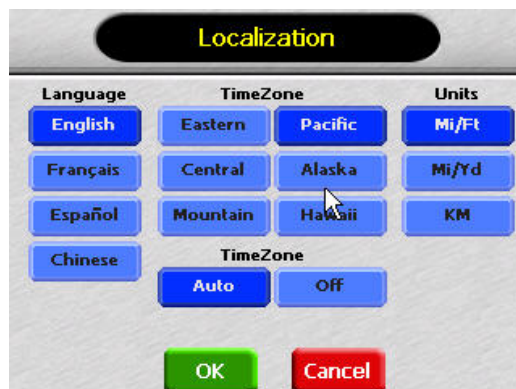 Localization
Language TimeZone Units
English Eastern Pacific Mi/Ft
Français Central Alaska Mi/Yd
Español Mountain Hawaii KM
Chinese TimeZone
Auto Off
OK Cancel